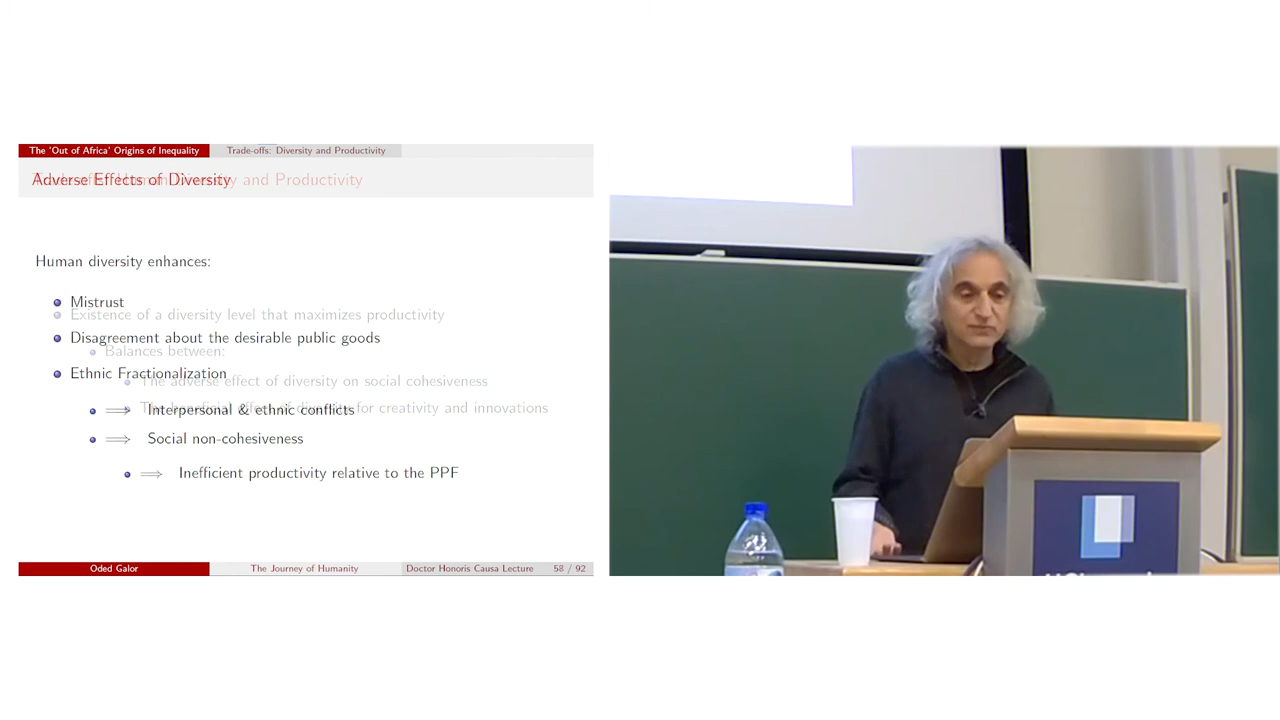 The 'Out of Africa' Origins of Inequality
Trade-offs: Diversity and Productivity
Adverse Effects of Diversity
and Productivity
Human diversity enhances:
Mistrust
Existence of a diversity level that maximizes productivity
Disagreement about the desirable public goods
Balances between:
Ethnic Fractionalization
The adverse effect of diversity on social cohesiveness
⟹ Interpersonal & ethnic conflicts
for creativity and innovations
⟹ Social non-cohesiveness
⟹ Inefficient productivity relative to the PPF
Oded Galor
The Journey of Humanity
Doctor Honoris Causa Lecture
58 / 92